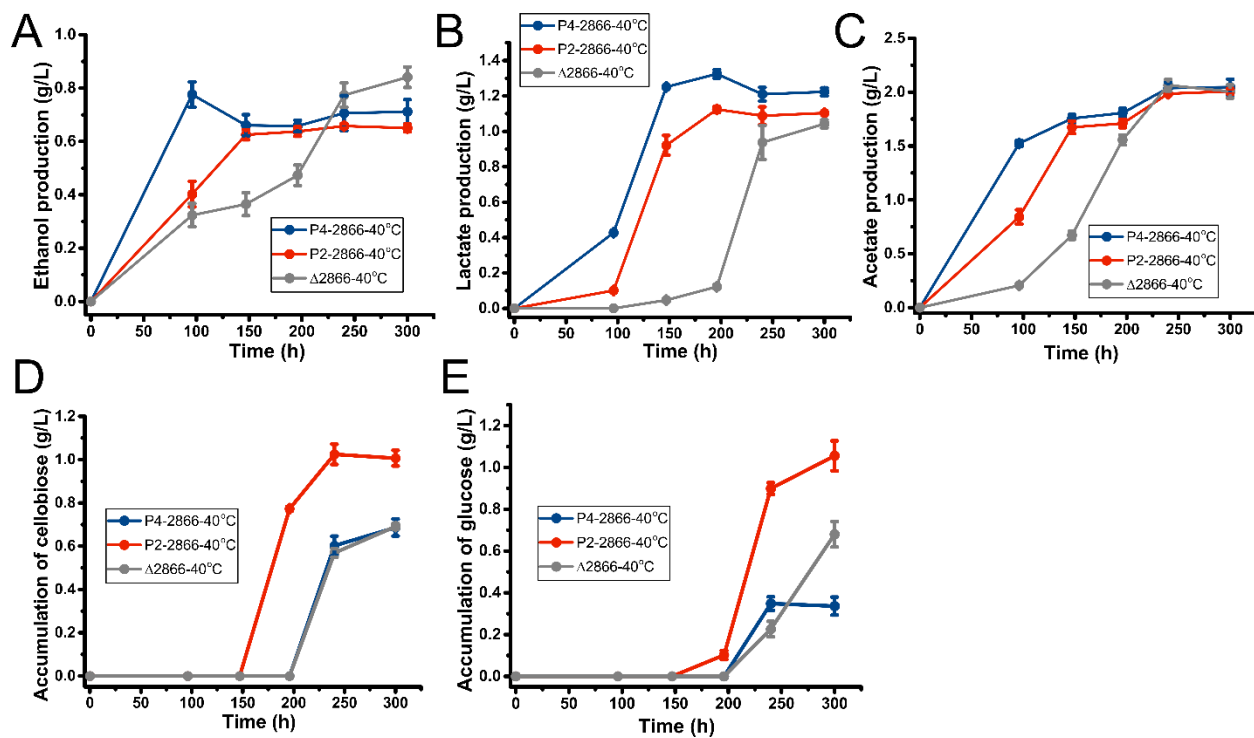 A
Ethanol production (g/L)
1.0
0.8
0.6
0.4
0.2
0.0
P4-2866-40°C
P2-2866-40°C
Δ2866-40°C
0 50 100 150 200 250 300
Time (h)
B
Lactate production (g/L)
1.4
1.2
1.0
0.8
0.6
0.4
0.2
0.0
P4-2866-40°C
P2-2866-40°C
Δ2866-40°C
0 50 100 150 200 250 300
Time (h)
C
Acetate production (g/L)
2.5
2.0
1.5
1.0
0.5
0.0
P4-2866-40°C
P2-2866-40°C
Δ2866-40°C
0 50 100 150 200 250 300
Time (h)
D
Accumulation of cellobiose (g/L)
1.2
1.0
0.8
0.6
0.4
0.2
0.0
P4-2866-40°C
P2-2866-40°C
Δ2866-40°C
0 50 100 150 200 250 300
Time (h)
E
Accumulation of glucose (g/L)
1.2
1.0
0.8
0.6
0.4
0.2
0.0
P4-2866-40°C
P2-2866-40°C
Δ2866-40°C
0 50 100 150 200 250 300
Time (h)